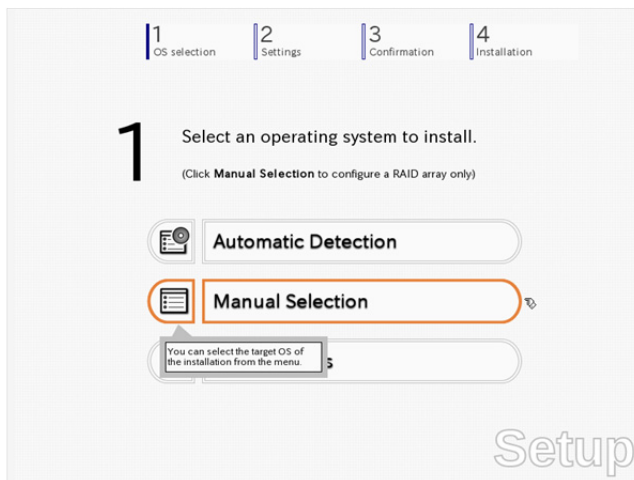 1
OS selection
2
Settings
3
Confirmation
4
Installation
1
Select an operating system to install.
(Click Manual Selection to configure a RAID array only)
Automatic Detection
Manual Selection
You can select the target OS of
the installation from the menu.
Setup